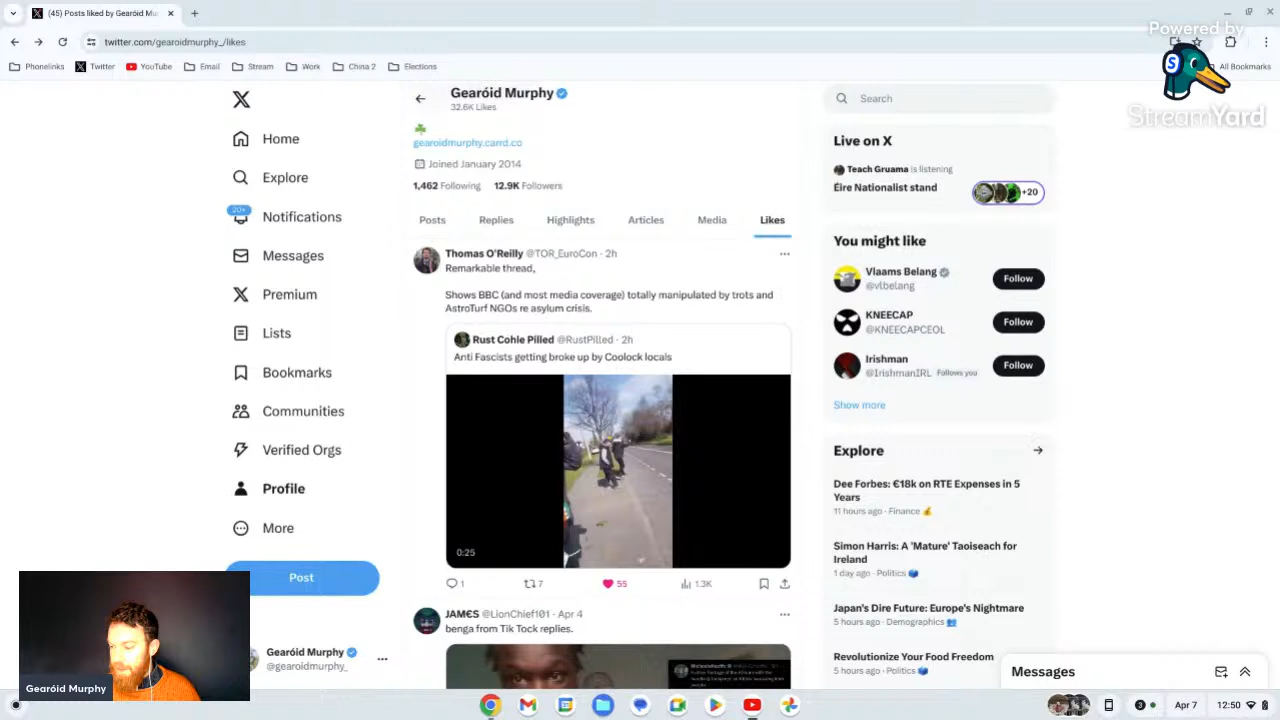 (45) Posts liked by Gearóid Mur
twitter.com/gearoidmurphy_/likes
Phonelinks
Twitter
YouTube
Email
Stream
Work
China 2
Elections
All Bookmarks
Powered by
StreamYard
Home
Explore
20+
Notifications
Messages
Premium
Lists
Bookmarks
Communities
Verified Orgs
Profile
More
Post
Gearóid Murphy
@gearoidmurphy_
Murphy
Gearóid Murphy
32.6K Likes
gearoidmurphy.carrd.co
Joined January 2014
1,462 Following 12.9K Followers
Posts Replies Highlights Articles Media Likes
Thomas O'Reilly @TOR_EuroCon · 2h
Remarkable thread,
Shows BBC (and most media coverage) totally manipulated by trots and
AstroTurf NGOs re asylum crisis.
Rust Cohle Pilled @RustPilled · 2h
Anti Fascists getting broke up by Coolock locals
0:25
1 7 55 1.3K
JAM€S @LionChief101 · Apr 4
benga from Tik Tock replies.
Search
Live on X
Teach Gruama is listening
Éire Nationalist stand
+20
You might like
Vlaams Belang
@vlbelang
Follow
KNEECAP
@KNEECAPCEOL
Follow
Irishman
@IrishmanIRL Follows you
Follow
Show more
Explore
Dee Forbes: €18k on RTE Expenses in 5
Years
11 hours ago · Finance
Simon Harris: A 'Mature' Taoiseach for
Ireland
1 day ago · Politics
Japan's Dire Future: Europe's Nightmare
5 hours ago · Demographics
Revolutionize Your Food Freedom
5 hours ago · Politics
Messages
Apr 7
12:50